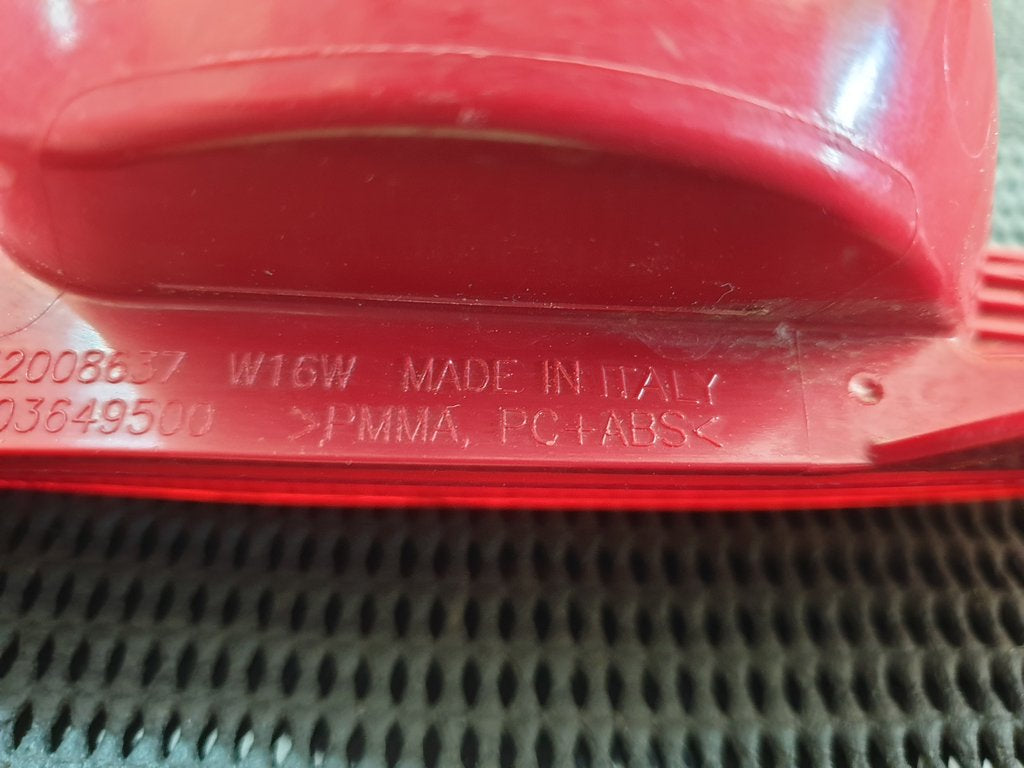 2008637 W16W MADE IN ITALY
03649500 >PMMA, PC+ABS<